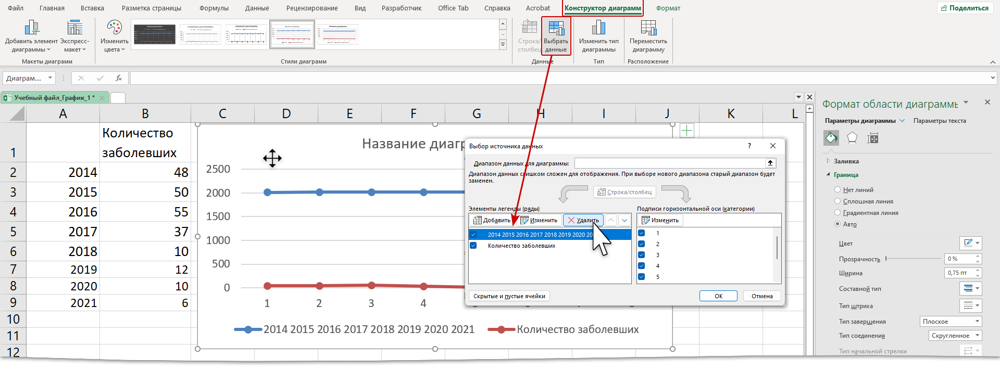 Файл Главная Вставка Разметка страницы Формулы Данные Рецензирование Вид Разработчик Office Tab Справка Acrobat Конструктор диаграмм Формат Поделиться
Добавить элемент диаграммы
Экспресс-макет
Макеты диаграмм
Изменить цвета
Стили диаграмм
Строка/столбец
Выбрать данные
Данные
Изменить тип диаграммы
Тип
Переместить диаграмму
Расположение
Диаграм... fx
Учебный файл_График_1 *
A B C D E F G H I J K L
1 Количество заболевших
2 2014 48
3 2015 50
4 2016 55
5 2017 37
6 2018 10
7 2019 12
8 2020 10
9 2021 6
10
11
12
Название диагр
2500
2000
1500
1000
500
0
1 2 3 4
2014 2015 2016 2017 2018 2019 2020 2021 Количество заболевших
Выбор источника данных ?
Диапазон данных для диаграммы:
Диапазон данных слишком сложен для отображения. При выборе нового диапазона старый диапазон будет
заменен.
Строка/столбец
Элементы легенды (ряды)
Добавить Изменить Удалить
2014 2015 2016 2017 2018 2019 2020 20
Количество заболевших
Подписи горизонтальной оси (категории)
Изменить
1
2
3
4
5
Скрытые и пустые ячейки OK Отмена
Формат области диаграммы
Параметры диаграммы Параметры текста
Заливка
Граница
Нет линий
Сплошная линия
Градиентная линия
Авто
Цвет
Прозрачность 0 %
Ширина 0,75 пт
Составной тип
Тип штриха
Тип завершения Плоское
Тип соединения Скругленное
Тип начальной стрелки